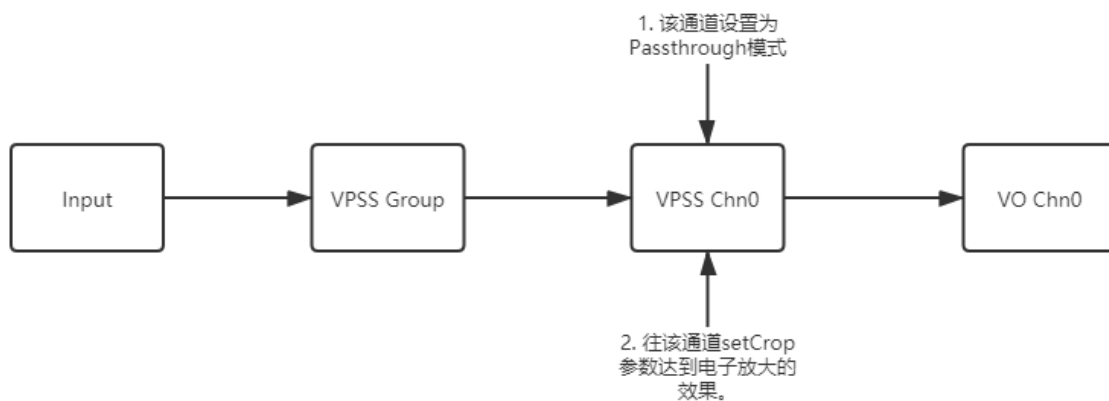 1. 该通道设置为
Passthrough模式
Input
VPSS Group
VPSS Chn0
VO Chn0
2. 往该通道setCrop
参数达到电子放大的
效果。